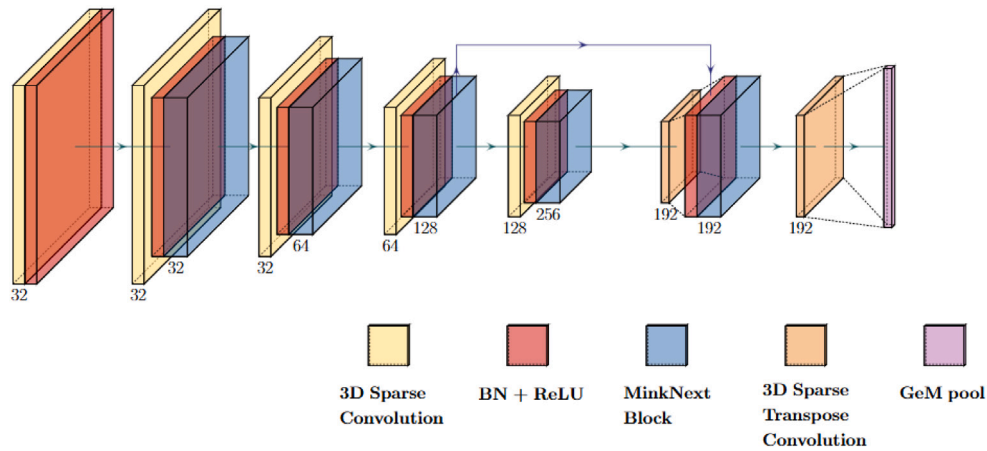 32
32
32
32
64
64
128
128
256
192
192
192
3D Sparse
Convolution
BN + ReLU
MinkNext
Block
3D Sparse
Transpose
Convolution
GeM pool